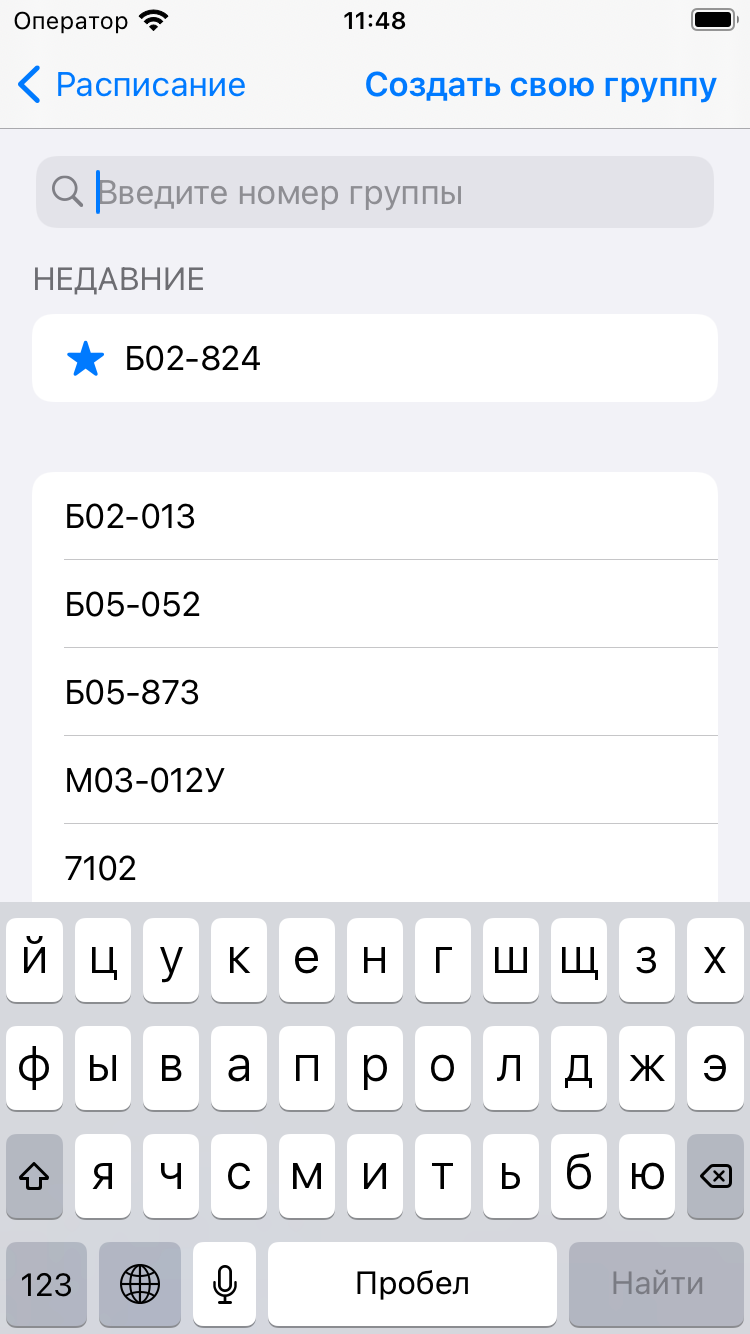 Оператор 11:48
Расписание Создать свою группу
Введите номер группы
НЕДАВНИЕ
Б02-824
Б02-013
Б05-052
Б05-873
М03-012У
7102
й ц у к е н г ш щ з х
ф ы в а п р о л д ж э
я ч с м и т ь б ю
123 Пробел Найти